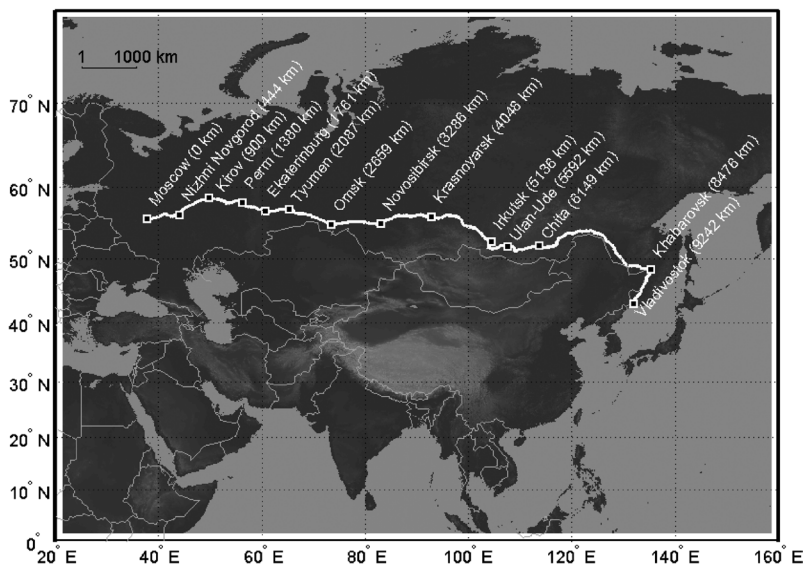 1 1000 km
70° N
60° N
50° N
40° N
30° N
20° N
10° N
0°
Moscow (0 km)
Nizhni Novgorod (444 km)
Kirov (900 km)
Perm (1380 km)
Ekaterinburg (1781 km)
Tyumen (2087 km)
Omsk (2659 km)
Novosibirsk (3286 km)
Krasnoyarsk (4048 km)
Irkutsk (5136 km)
Ulan-Ude (5592 km)
Chita (6149 km)
Khabarovsk (8476 km)
Vladivostok (9242 km)
20° E 40° E 60° E 80° E 100° E 120° E 140° E 160° E